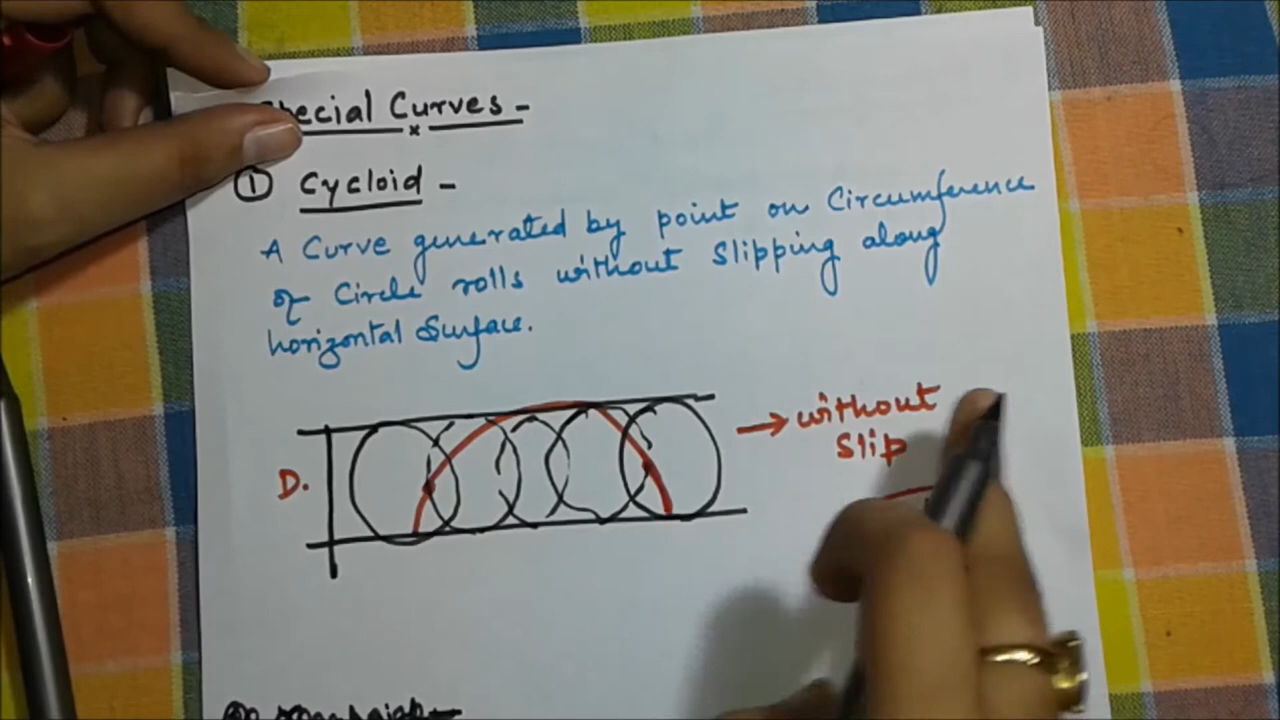 Special Curves -
① Cycloid -
A Curve generated by point on Circumference
of Circle rolls without Slipping along
horizontal Surface.
→ without
Slip
D.